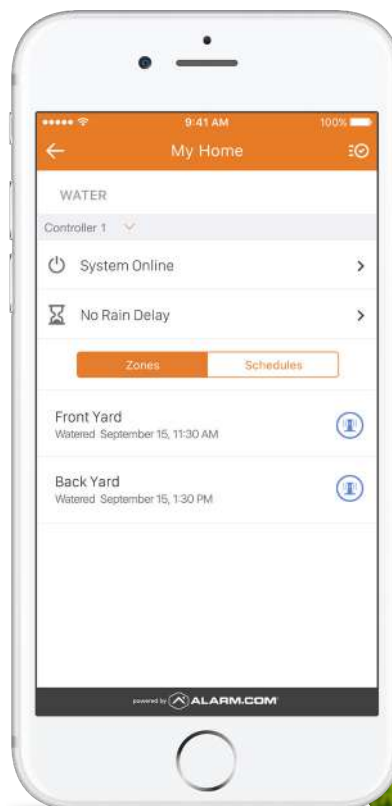 9:41 AM
100%
My Home
WATER
Controller 1
System Online
No Rain Delay
Zones
Schedules
Front Yard
Watered September 15, 11:30 AM
Back Yard
Watered September 15, 1:30 PM
powered by ALARM.COM